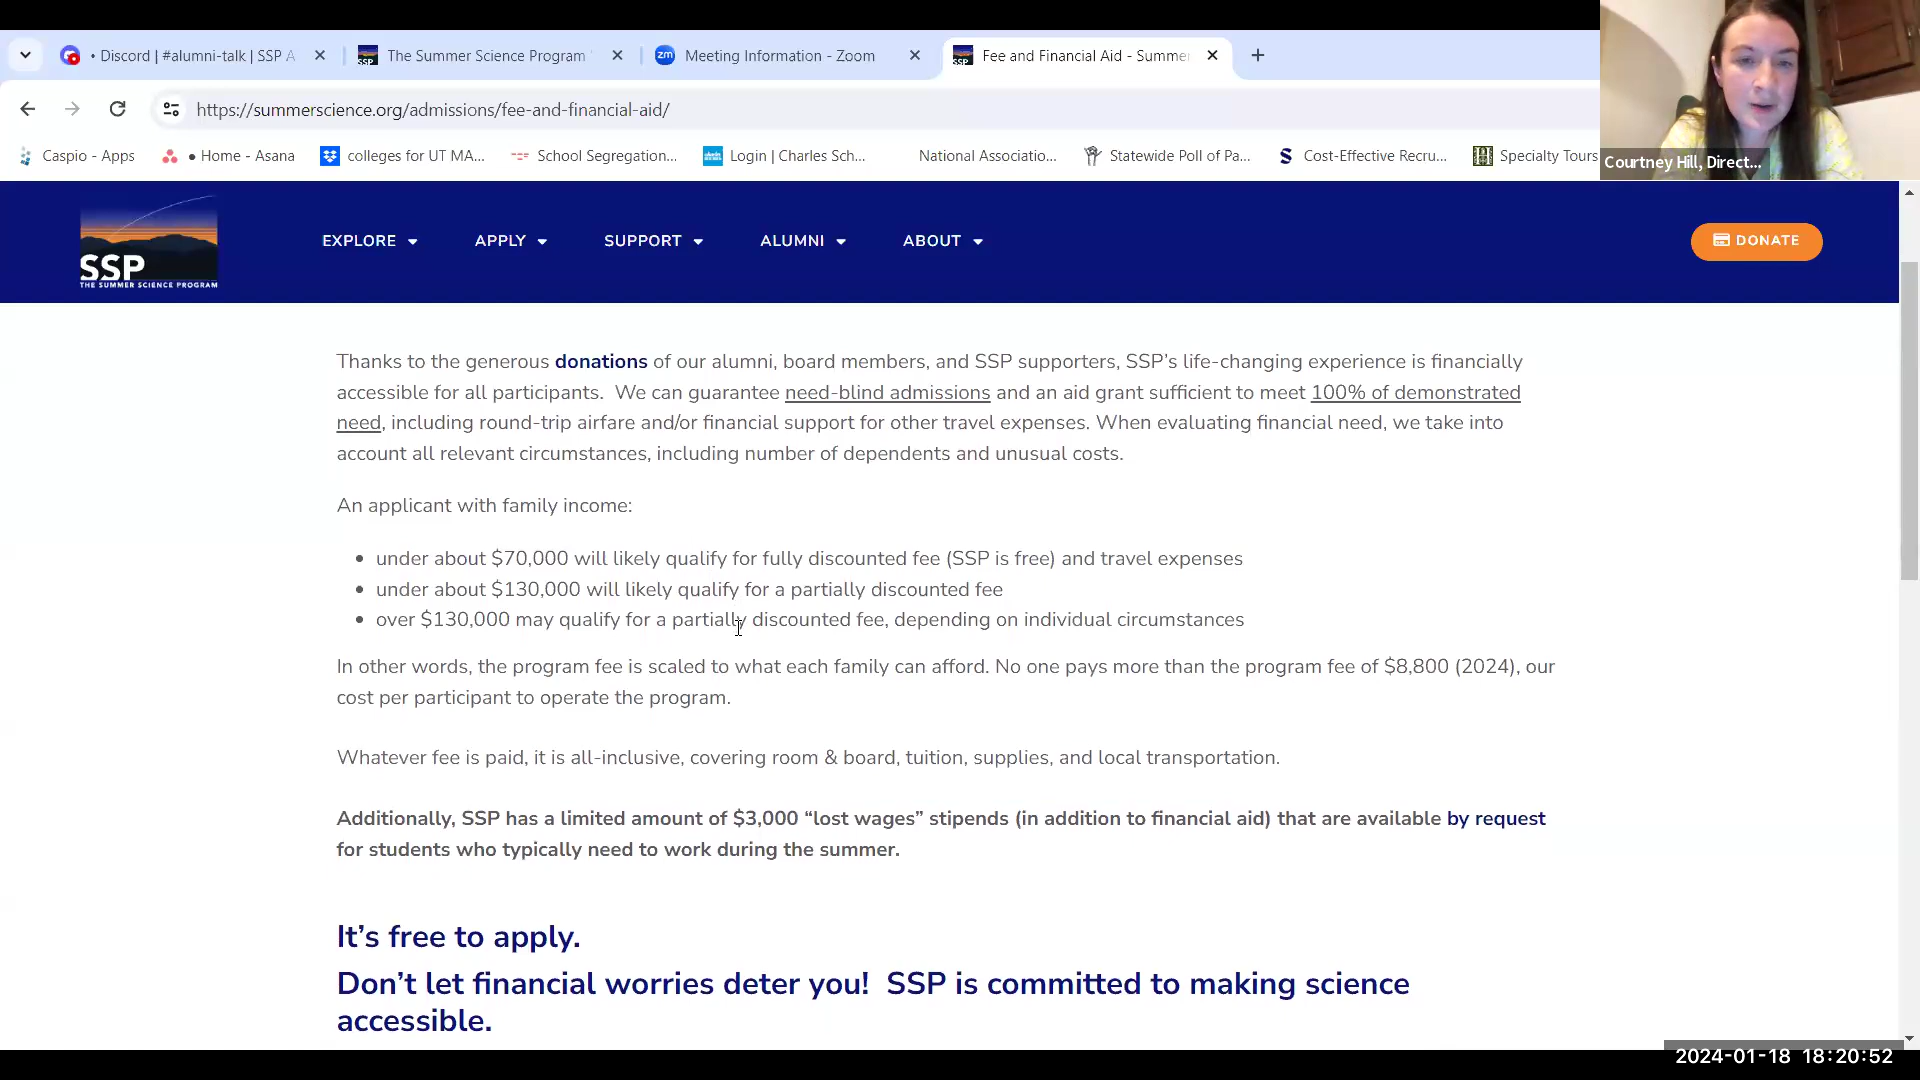 Discord | #alumni-talk | SSP A
The Summer Science Program
zm Meeting Information - Zoom
Fee and Financial Aid - Summer
https://summerscience.org/admissions/fee-and-financial-aid/
Caspio - Apps
• Home - Asana
colleges for UT MA...
School Segregation...
Login | Charles Sch...
National Associatio...
Statewide Poll of Pa...
Cost-Effective Recru...
Specialty Tours
Courtney Hill, Direct...
SSP
THE SUMMER SCIENCE PROGRAM
EXPLORE
APPLY
SUPPORT
ALUMNI
ABOUT
DONATE
Thanks to the generous donations of our alumni, board members, and SSP supporters, SSP’s life-changing experience is financially
accessible for all participants. We can guarantee need-blind admissions and an aid grant sufficient to meet 100% of demonstrated
need, including round-trip airfare and/or financial support for other travel expenses. When evaluating financial need, we take into
account all relevant circumstances, including number of dependents and unusual costs.
An applicant with family income:
• under about $70,000 will likely qualify for fully discounted fee (SSP is free) and travel expenses
• under about $130,000 will likely qualify for a partially discounted fee
• over $130,000 may qualify for a partially discounted fee, depending on individual circumstances
In other words, the program fee is scaled to what each family can afford. No one pays more than the program fee of $8,800 (2024), our
cost per participant to operate the program.
Whatever fee is paid, it is all-inclusive, covering room & board, tuition, supplies, and local transportation.
Additionally, SSP has a limited amount of $3,000 “lost wages” stipends (in addition to financial aid) that are available by request
for students who typically need to work during the summer.
It’s free to apply.
Don’t let financial worries deter you! SSP is committed to making science
accessible.
2024-01-18 18:20:52